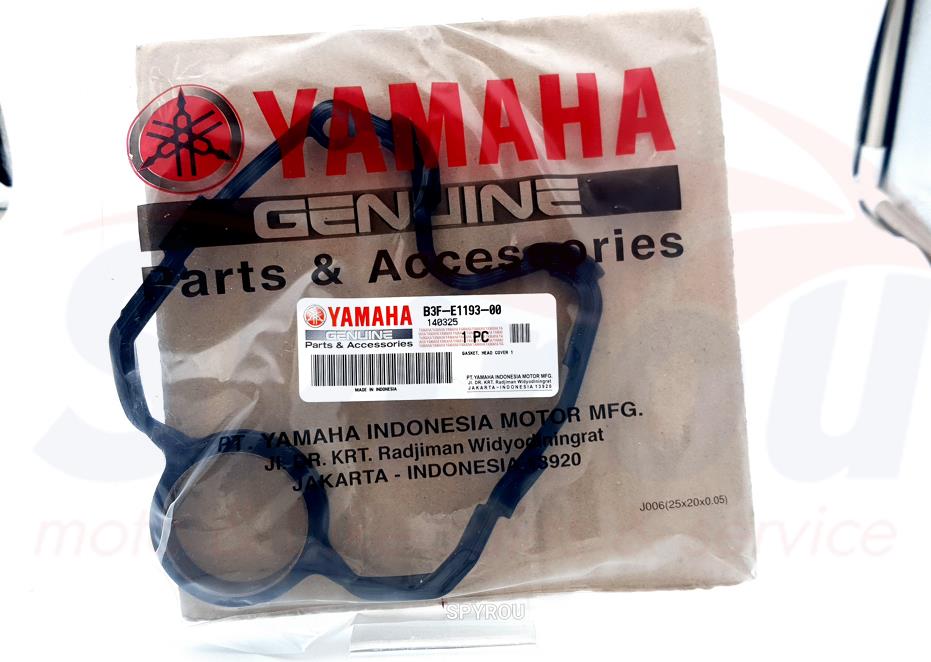 YAMAHA
GENUINE
Parts & Accessories
YAMAHA
GENUINE
Parts & Accessories
B3F-E1193-00
140325
1 PC
GASKET, HEAD COVER 1
MADE IN INDONESIA
PT. YAMAHA INDONESIA MOTOR MFG.
Jl. DR. KRT. Radjiman Widyodiningrat
JAKARTA - INDONESIA 13920
PT. YAMAHA INDONESIA MOTOR MFG.
Jl. DR. KRT. Radjiman Widyodiningrat
JAKARTA - INDONESIA 13920
J006(25x20x0.05)
service
SPYROU